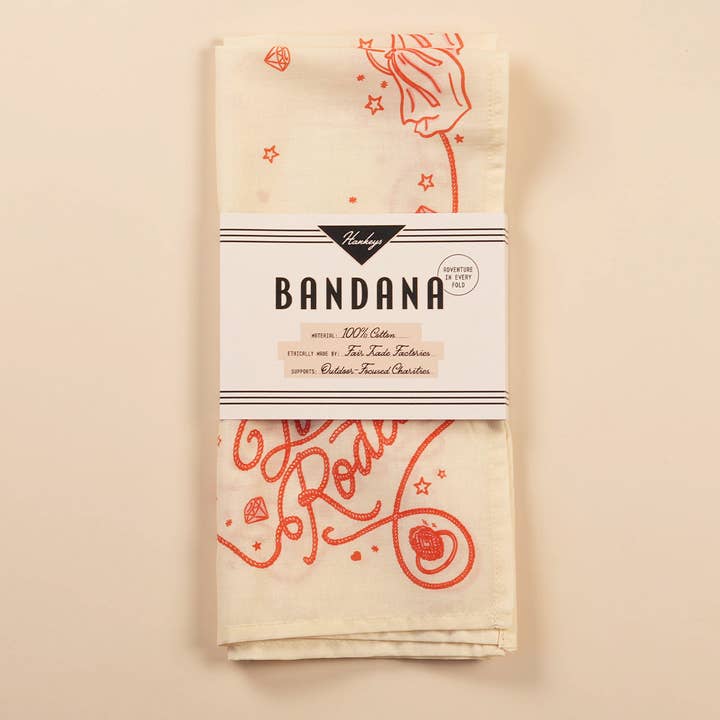 Hankeys
BANDANA
ADVENTURE
IN EVERY
FOLD
MATERIAL: 100% Cotton
ETHICALLY MADE BY: Fair Trade Factories
SUPPORTS: Outdoor-Focused Charities